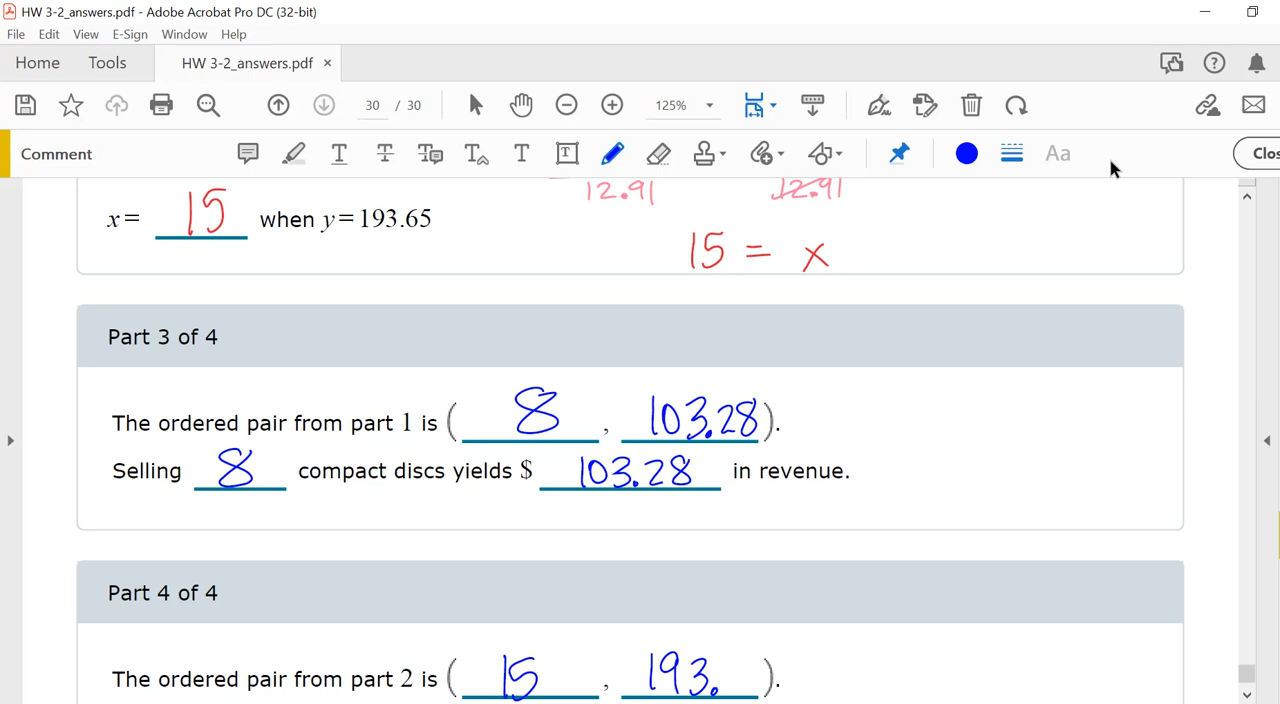 HW 3-2_answers.pdf - Adobe Acrobat Pro DC (32-bit)
File Edit View E-Sign Window Help
Home Tools HW 3-2_answers.pdf ×
30 / 30 125%
Comment Aa Clos
12.91 12.91
x = 15 when y = 193.65
15 = x
Part 3 of 4
The ordered pair from part 1 is ( 8 , 103.28 ).
Selling 8 compact discs yields $ 103.28 in revenue.
Part 4 of 4
The ordered pair from part 2 is ( 15 , 193. ).